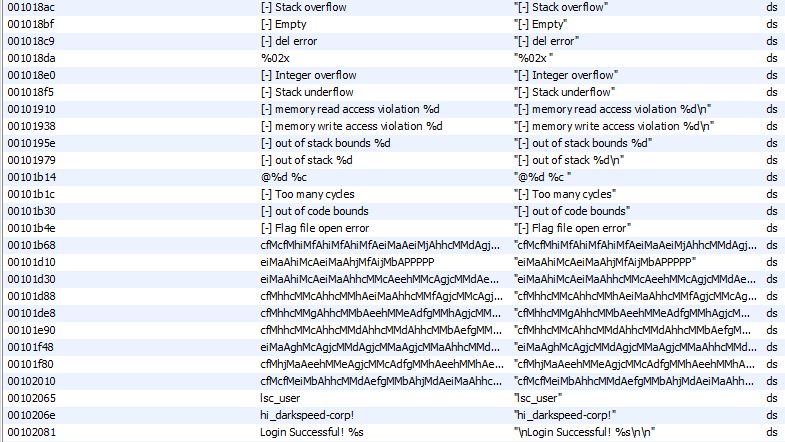 001018ac [-] Stack overflow "[-] Stack overflow" ds
001018bf [-] Empty "[-] Empty" ds
001018c9 [-] del error "[-] del error" ds
001018da %02x "%02x " ds
001018e0 [-] Integer overflow "[-] Integer overflow" ds
001018f5 [-] Stack underflow "[-] Stack underflow" ds
00101910 [-] memory read access violation %d "[-] memory read access violation %d\n" ds
00101938 [-] memory write access violation %d "[-] memory write access violation %d\n" ds
0010195e [-] out of stack bounds %d "[-] out of stack bounds %d" ds
00101979 [-] out of stack %d "[-] out of stack %d\n" ds
00101b14 @%d %c "@%d %c " ds
00101b1c [-] Too many cycles "[-] Too many cycles" ds
00101b30 [-] out of code bounds "[-] out of code bounds" ds
00101b4e [-] Flag file open error "[-] Flag file open error" ds
00101b68 cfMcfMhiMfAhiMfAhiMfAeiMaAeiMjAhhcMMdAgj... "cfMcfMhiMfAhiMfAhiMfAeiMaAeiMjAhhcMMdAgj... ds
00101d10 eiMaAhiMcAeiMaAhjMfAijMbAPPPPP "eiMaAhiMcAeiMaAhjMfAijMbAPPPPP" ds
00101d30 eiMaAhiMcAeiMaAhhcMMcAeehMMcAgjcMMdAe... "eiMaAhiMcAeiMaAhhcMMcAeehMMcAgjcMMdAe... ds
00101d88 cfMhhcMMcAhhcMMhAeiMaAhhcMMfAgjcMMcAgj... "cfMhhcMMcAhhcMMhAeiMaAhhcMMfAgjcMMcAgj... ds
00101de8 cfMhhcMMgAhhcMMbAeehMMeAdfgMMhAgjcMM... "cfMhhcMMgAhhcMMbAeehMMeAdfgMMhAgjcM... ds
00101e90 cfMhhcMMcAhhcMMdAhhcMMdAhhcMMbAefgMM... "cfMhhcMMcAhhcMMdAhhcMMdAhhcMMbAefgM... ds
00101f48 eiMaAghMcAgjcMMdAgjcMMaAgjcMMaAhhcMMd... "eiMaAghMcAgjcMMdAgjcMMaAgjcMMaAhhcMMd... ds
00101f80 cfMhjMaAeehMMeAgjcMMcAdfgMMhAeehMMhAe... "cfMhjMaAeehMMeAgjcMMcAdfgMMhAeehMMhA... ds
00102010 cfMcfMeiMbAhhcMMdAefgMMbAhjMdAeiMaAhhc... "cfMcfMeiMbAhhcMMdAefgMMbAhjMdAeiMaAhh... ds
00102065 lsc_user "lsc_user" ds
0010206e hi_darkspeed-corp! "hi_darkspeed-corp!" ds
00102081 Login Successful! %s "\nLogin Successful! %s\n\n" ds